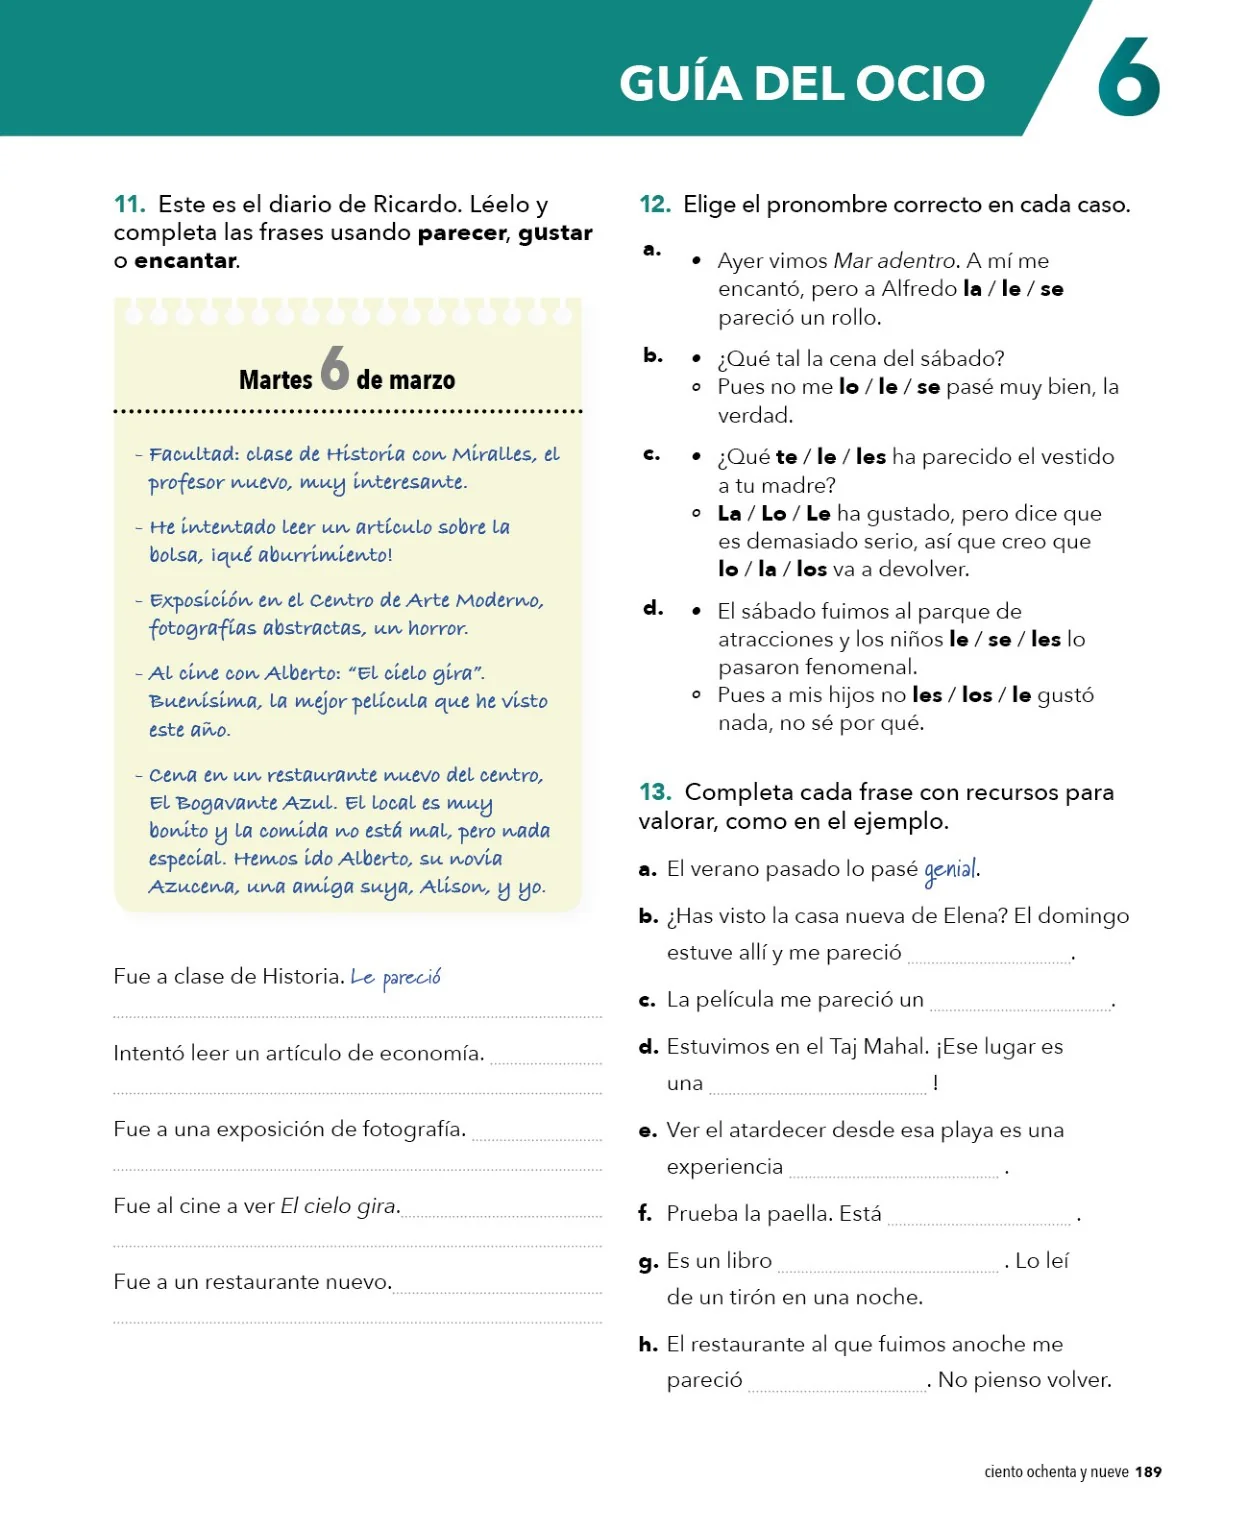 GUÍA DEL OCIO
6
11. Este es el diario de Ricardo. Léelo y
completa las frases usando parecer, gustar
o encantar.
Martes 6 de marzo
- Facultad: clase de Historia con Miralles, el
profesor nuevo, muy interesante.
- He intentado leer un artículo sobre la
bolsa, ¡qué aburrimiento!
- Exposición en el Centro de Arte Moderno,
fotografías abstractas, un horror.
- Al cine con Alberto: “El cielo gira”.
Buenísima, la mejor película que he visto
este año.
- Cena en un restaurante nuevo del centro,
El Bogavante Azul. El local es muy
bonito y la comida no está mal, pero nada
especial. Hemos ido Alberto, su novia
Azucena, una amiga suya, Alison, y yo.
Fue a clase de Historia. Le pareció
Intentó leer un artículo de economía.
Fue a una exposición de fotografía.
Fue al cine a ver El cielo gira.
Fue a un restaurante nuevo.
12. Elige el pronombre correcto en cada caso.
a. • Ayer vimos Mar adentro. A mí me
encantó, pero a Alfredo la / le / se
pareció un rollo.
b. • ¿Qué tal la cena del sábado?
○ Pues no me lo / le / se pasé muy bien, la
verdad.
c. • ¿Qué te / le / les ha parecido el vestido
a tu madre?
○ La / Lo / Le ha gustado, pero dice que
es demasiado serio, así que creo que
lo / la / los va a devolver.
d. • El sábado fuimos al parque de
atracciones y los niños le / se / les lo
pasaron fenomenal.
○ Pues a mis hijos no les / los / le gustó
nada, no sé por qué.
13. Completa cada frase con recursos para
valorar, como en el ejemplo.
a. El verano pasado lo pasé genial.
b. ¿Has visto la casa nueva de Elena? El domingo
estuve allí y me pareció .
c. La película me pareció un .
d. Estuvimos en el Taj Mahal. ¡Ese lugar es
una !
e. Ver el atardecer desde esa playa es una
experiencia .
f. Prueba la paella. Está .
g. Es un libro . Lo leí
de un tirón en una noche.
h. El restaurante al que fuimos anoche me
pareció . No pienso volver.
ciento ochenta y nueve 189